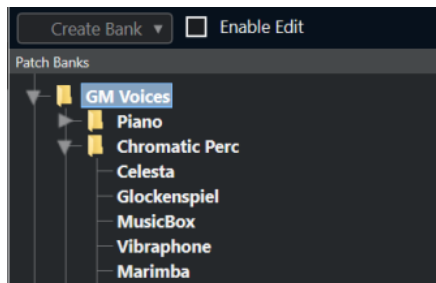 Create Bank Enable Edit
Patch Banks
GM Voices
Piano
Chromatic Perc
Celesta
Glockenspiel
MusicBox
Vibraphone
Marimba